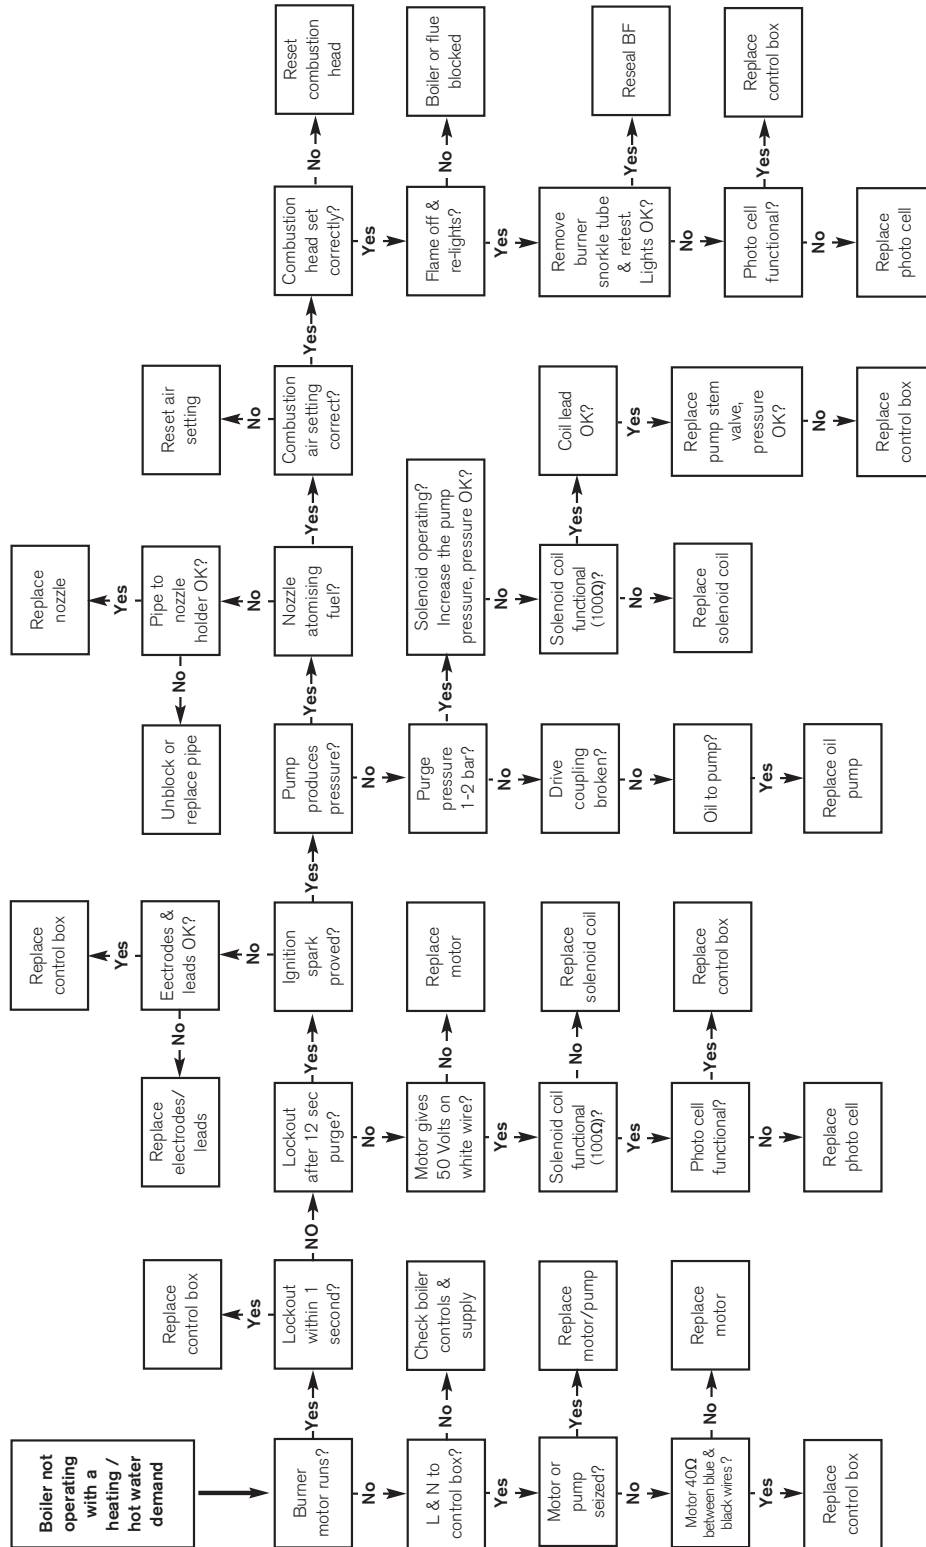 Boiler not
operating
with a
heating /
hot water
demand
Burner
motor runs?
Yes
No
L & N to
control box?
No
Check boiler
controls &
supply
Yes
Motor or
pump
seized?
Yes
Replace
motor/pump
No
Motor 40Ω
between blue &
black wires ?
No
Replace
motor
Yes
Replace
control box
Lockout
within 1
second?
Yes
Replace
control box
NO
Lockout
after 12 sec
purge?
Yes
No
Motor gives
50 Volts on
white wire?
No
Replace
motor
Yes
Solenoid coil
functional
(100Ω)?
No
Replace
solenoid coil
Yes
Photo cell
functional?
Yes
Replace
control box
No
Replace
photo cell
Ignition
spark
proved?
No
Eectrodes &
leads OK?
Yes
Replace
control box
No
Replace
electrodes/
leads
Yes
Pump
produces
pressure?
Yes
No
Purge
pressure
1-2 bar?
Yes
Solenoid operating?
Increase the pump
pressure, pressure OK?
No
Solenoid coil
functional
(100Ω)?
Yes
Coil lead
OK?
Yes
Replace
pump stem
valve,
pressure
OK?
No
Replace
control box
No
Replace
solenoid coil
No
Drive
coupling
broken?
No
Oil to pump?
Yes
Replace oil
pump
Nozzle
atomising
fuel?
No
Pipe to
nozzle
holder OK?
Yes
Replace
nozzle
No
Unblock or
replace pipe
Yes
Combustion
air setting
correct?
No
Reset air
setting
Yes
Combustion
head set
correctly?
No
Reset
combustion
head
Yes
Flame off &
re-lights?
No
Boiler or flue
blocked
Yes
Remove
burner
snorkle tube
& retest.
Lights OK?
Yes
Reseal BF
No
Photo cell
functional?
Yes
Replace
control box
No
Replace
photo cell